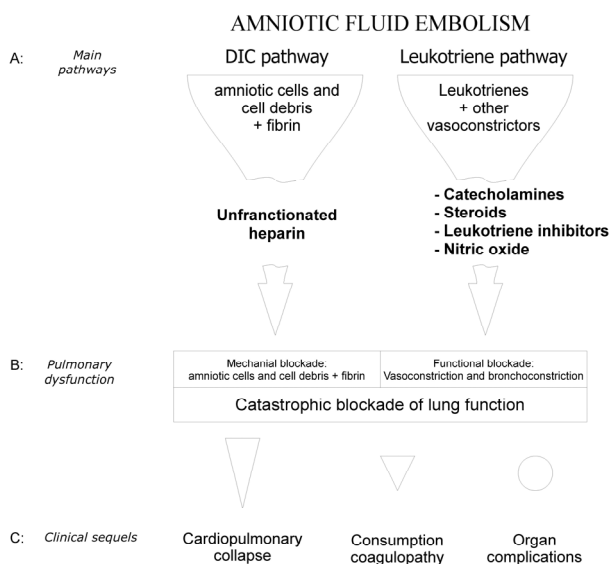 AMNIOTIC FLUID EMBOLISM
A: Main pathways
DIC pathway
Leukotriene pathway
amniotic cells and
cell debris
+ fibrin
Leukotrienes
+ other
vasoconstrictors
Unfranctionated
heparin
- Catecholamines
- Steroids
- Leukotriene inhibitors
- Nitric oxide
B: Pulmonary dysfunction
Mechanial blockade:
amniotic cells and cell debris + fibrin
Functional blockade:
Vasoconstriction and bronchoconstriction
Catastrophic blockade of lung function
C: Clinical sequels
Cardiopulmonary
collapse
Consumption
coagulopathy
Organ
complications